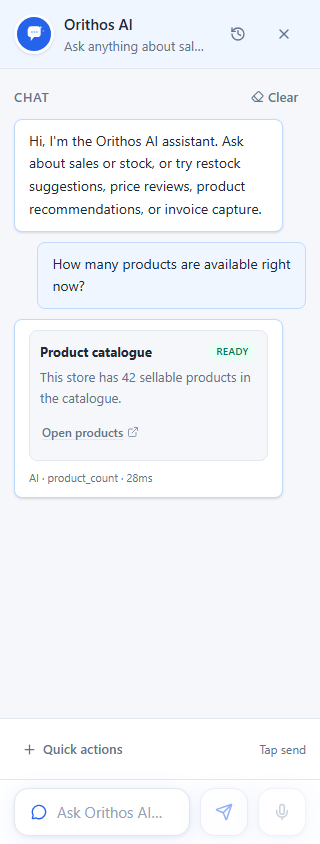 Orithos AI
Ask anything about sal...
CHAT
Clear
Hi, I'm the Orithos AI assistant. Ask
about sales or stock, or try restock
suggestions, price reviews, product
recommendations, or invoice capture.
How many products are available right
now?
Product catalogue
READY
This store has 42 sellable products in
the catalogue.
Open products
AI · product_count · 28ms
Quick actions
Tap send
Ask Orithos AI...